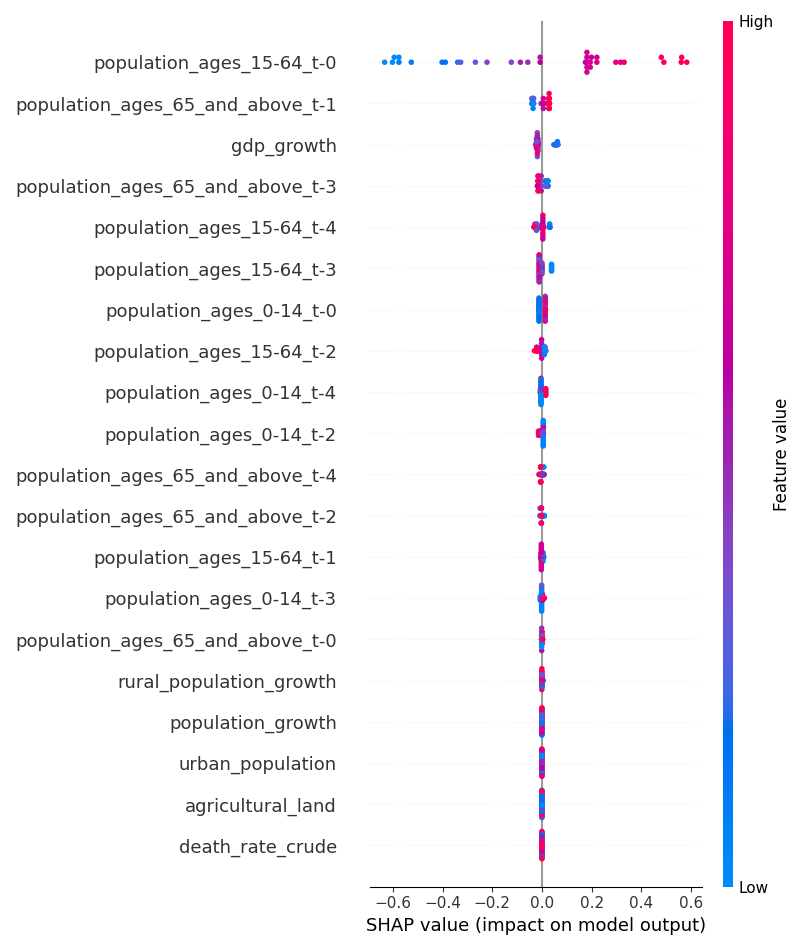 High
population_ages_15-64_t-0
population_ages_65_and_above_t-1
gdp_growth
population_ages_65_and_above_t-3
population_ages_15-64_t-4
population_ages_15-64_t-3
population_ages_0-14_t-0
population_ages_15-64_t-2
population_ages_0-14_t-4
population_ages_0-14_t-2
population_ages_65_and_above_t-4
population_ages_65_and_above_t-2
population_ages_15-64_t-1
population_ages_0-14_t-3
population_ages_65_and_above_t-0
rural_population_growth
population_growth
urban_population
agricultural_land
death_rate_crude
Feature value
Low
−0.6 −0.4 −0.2 0.0 0.2 0.4 0.6
SHAP value (impact on model output)